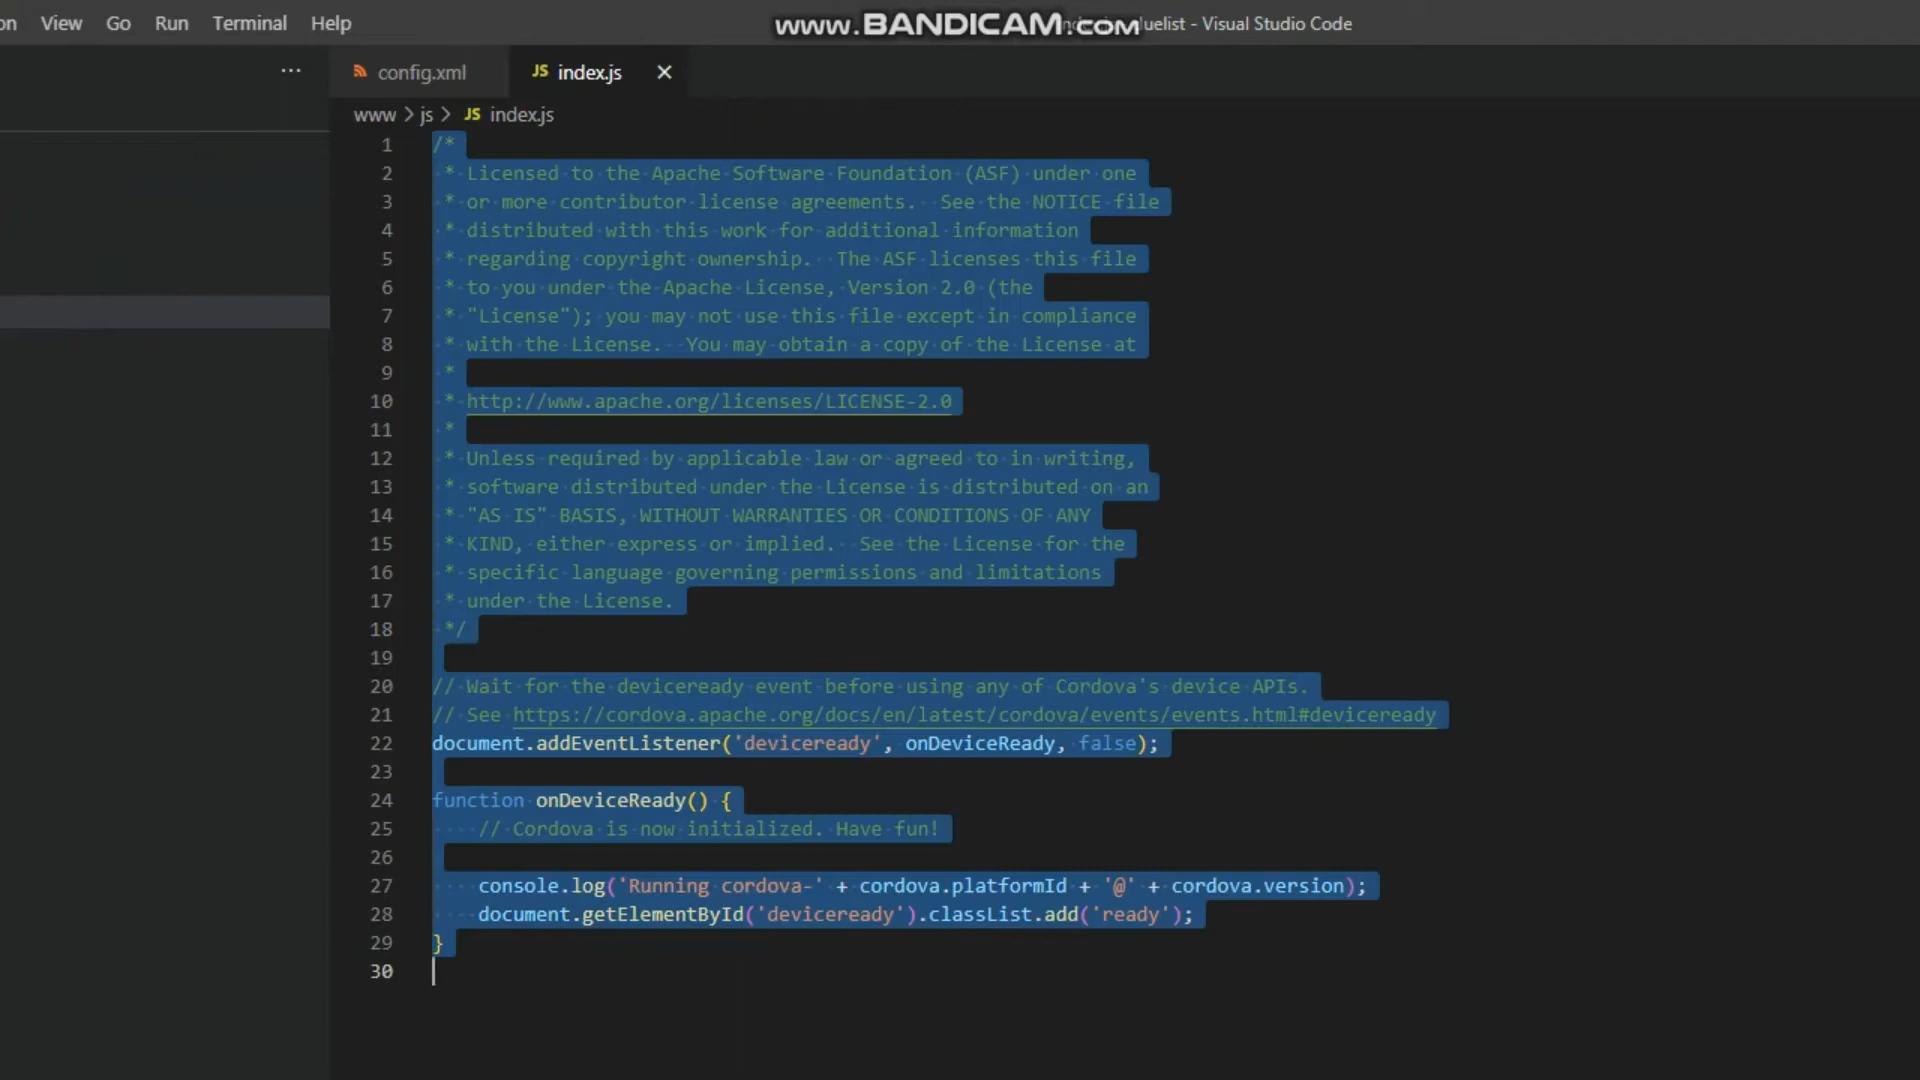 on View Go Run Terminal Help www.BANDICAM.com duelist - Visual Studio Code
··· config.xml JS index.js ×
www > js > JS index.js
1 /*
2 * Licensed to the Apache Software Foundation (ASF) under one
3 * or more contributor license agreements. See the NOTICE file
4 * distributed with this work for additional information
5 * regarding copyright ownership. The ASF licenses this file
6 * to you under the Apache License, Version 2.0 (the
7 * "License"); you may not use this file except in compliance
8 * with the License. You may obtain a copy of the License at
9 *
10 * http://www.apache.org/licenses/LICENSE-2.0
11 *
12 * Unless required by applicable law or agreed to in writing,
13 * software distributed under the License is distributed on an
14 * "AS IS" BASIS, WITHOUT WARRANTIES OR CONDITIONS OF ANY
15 * KIND, either express or implied. See the License for the
16 * specific language governing permissions and limitations
17 * under the License.
18 */
19
20 // Wait for the deviceready event before using any of Cordova's device APIs.
21 // See https://cordova.apache.org/docs/en/latest/cordova/events/events.html#deviceready
22 document.addEventListener('deviceready', onDeviceReady, false);
23
24 function onDeviceReady() {
25 // Cordova is now initialized. Have fun!
26
27 console.log('Running cordova-' + cordova.platformId + '@' + cordova.version);
28 document.getElementById('deviceready').classList.add('ready');
29 }
30